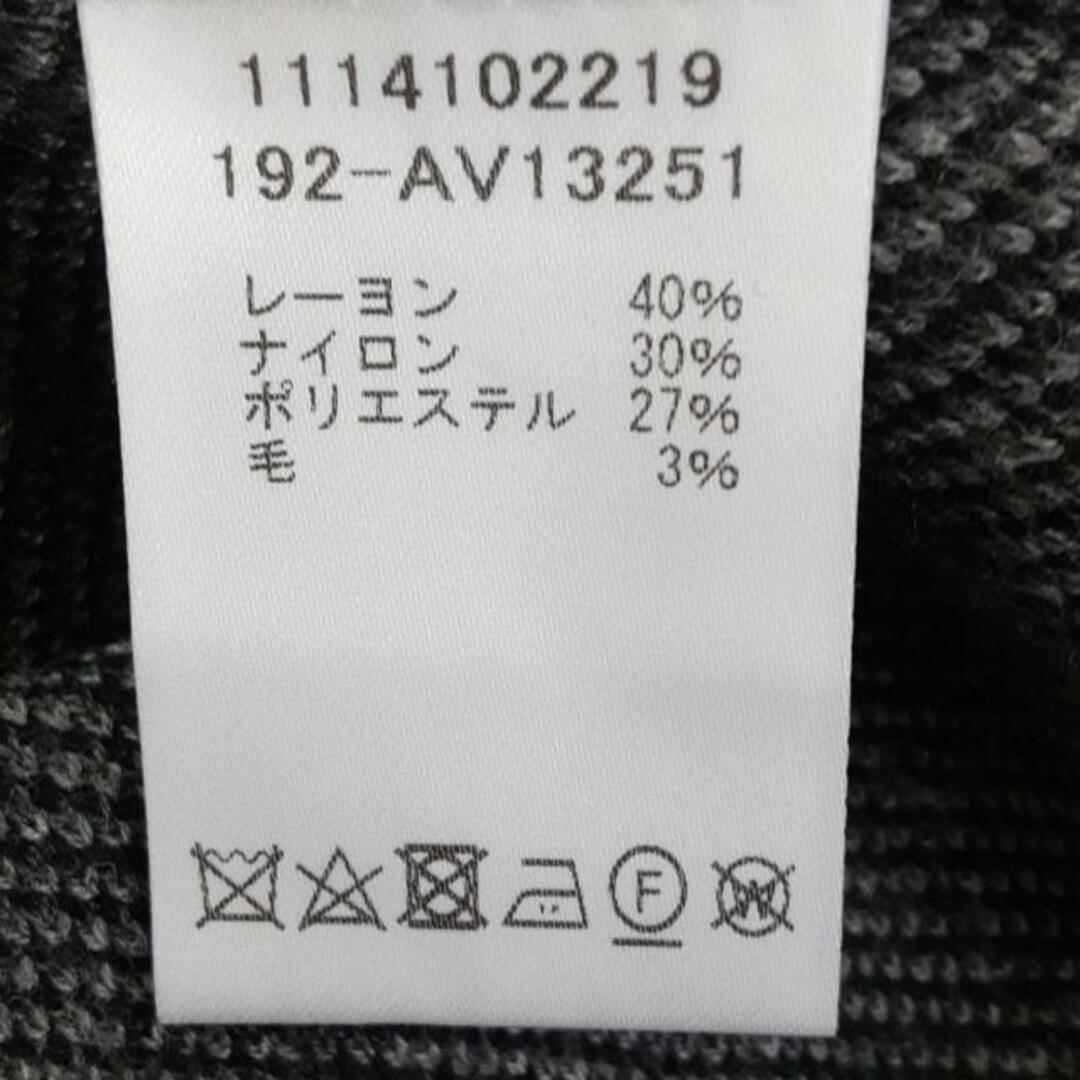 1114102219
192-AV13251
レーヨン 40%
ナイロン 30%
ポリエステル 27%
毛 3%
F W